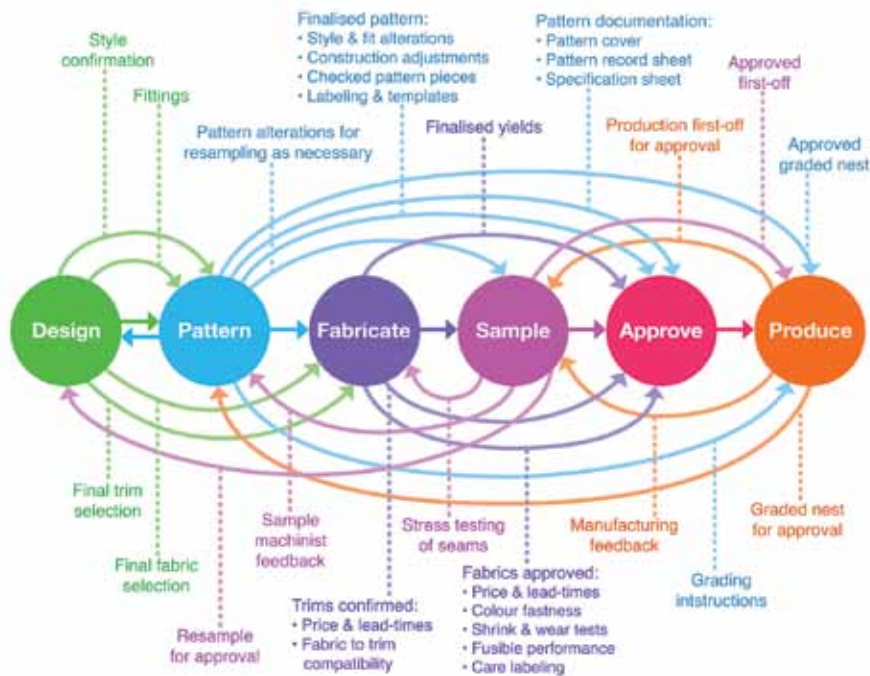 Style
confirmation
Fittings
Finalised pattern:
• Style & fit alterations
• Construction adjustments
• Checked pattern pieces
• Labeling & templates
Pattern alterations for
resampling as necessary
Finalised yields
Pattern documentation:
• Pattern cover
• Pattern record sheet
• Specification sheet
Production first-off
for approval
Approved
first-off
Approved
graded nest
Design
Pattern
Fabricate
Sample
Approve
Produce
Final trim
selection
Final fabric
selection
Resample
for approval
Sample
machinist
feedback
Trims confirmed:
• Price & lead-times
• Fabric to trim
compatibility
Stress testing
of seams
Fabrics approved:
• Price & lead-times
• Colour fastness
• Shrink & wear tests
• Fusible performance
• Care labeling
Manufacturing
feedback
Grading
intstructions
Graded nest
for approval